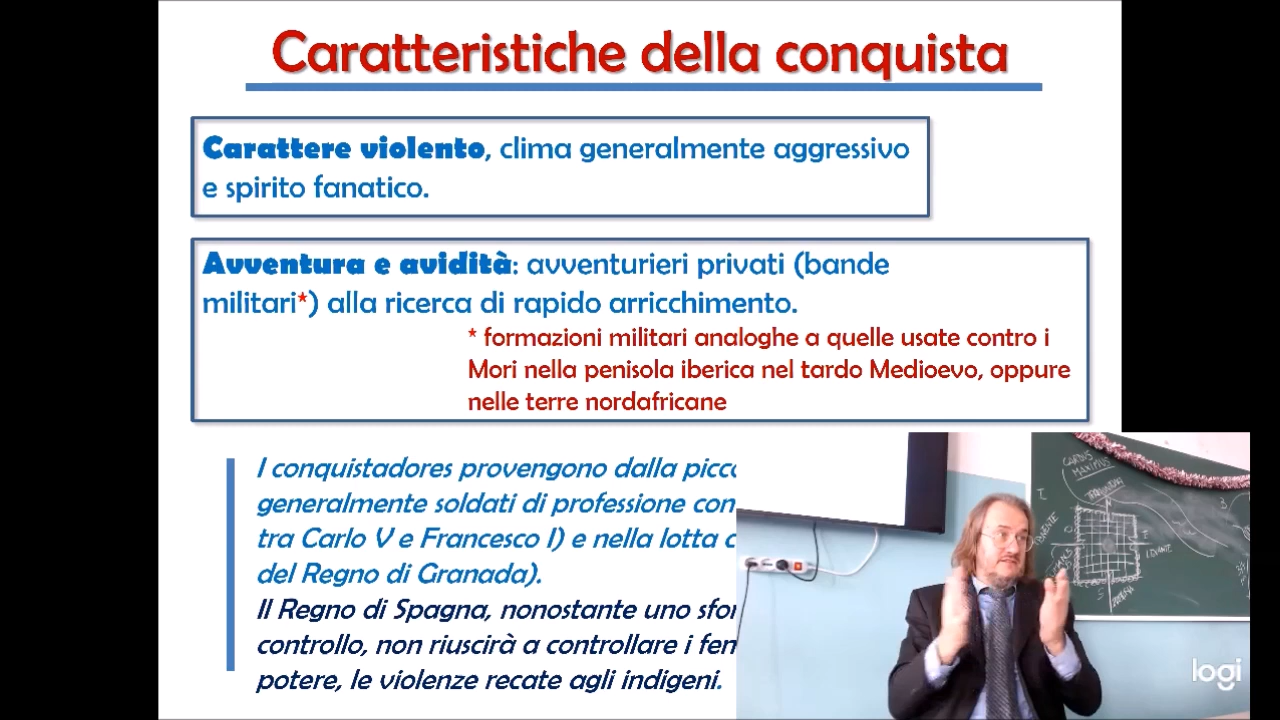 Caratteristiche della conquista
Carattere violento, clima generalmente aggressivo
e spirito fanatico.
Avventura e avidità: avventurieri privati (bande
militari*) alla ricerca di rapido arricchimento.
* formazioni militari analoghe a quelle usate contro i
Mori nella penisola iberica nel tardo Medioevo, oppure
nelle terre nordafricane
I conquistadores provengono dalla picc
generalmente soldati di professione con
tra Carlo V e Francesco I) e nella lotta c
del Regno di Granada).
Il Regno di Spagna, nonostante uno sfor
controllo, non riuscirà a controllare i fen
potere, le violenze recate agli indigeni.
CARDUS
MAXIMUS
LEVANTE
logi